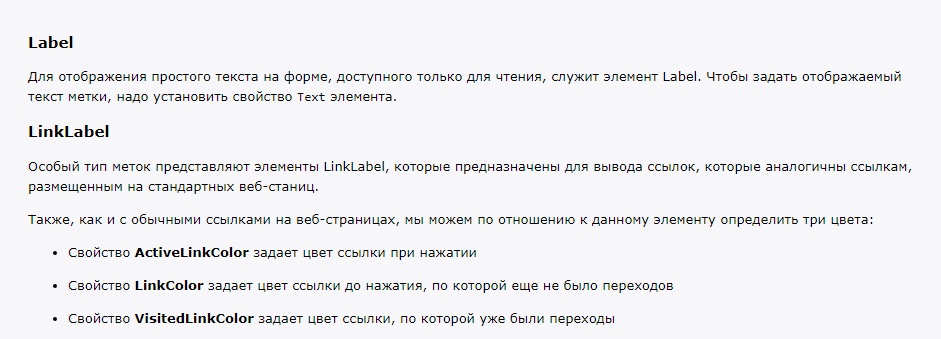 Label
Для отображения простого текста на форме, доступного только для чтения, служит элемент Label. Чтобы задать отображаемый
текст метки, надо установить свойство Text элемента.
LinkLabel
Особый тип меток представляют элементы LinkLabel, которые предназначены для вывода ссылок, которые аналогичны ссылкам,
размещенным на стандартных веб-станиц.
Также, как и с обычными ссылками на веб-страницах, мы можем по отношению к данному элементу определить три цвета:
• Свойство ActiveLinkColor задает цвет ссылки при нажатии
• Свойство LinkColor задает цвет ссылки до нажатия, по которой еще не было переходов
• Свойство VisitedLinkColor задает цвет ссылки, по которой уже были переходы